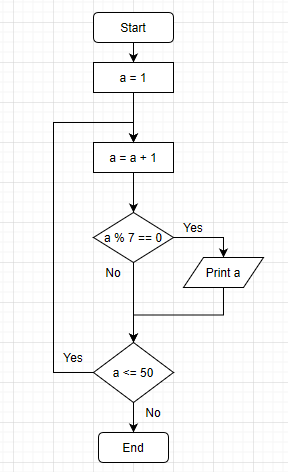 Start
a = 1
a = a + 1
a % 7 == 0
Yes
Print a
No
Yes
a <= 50
No
End